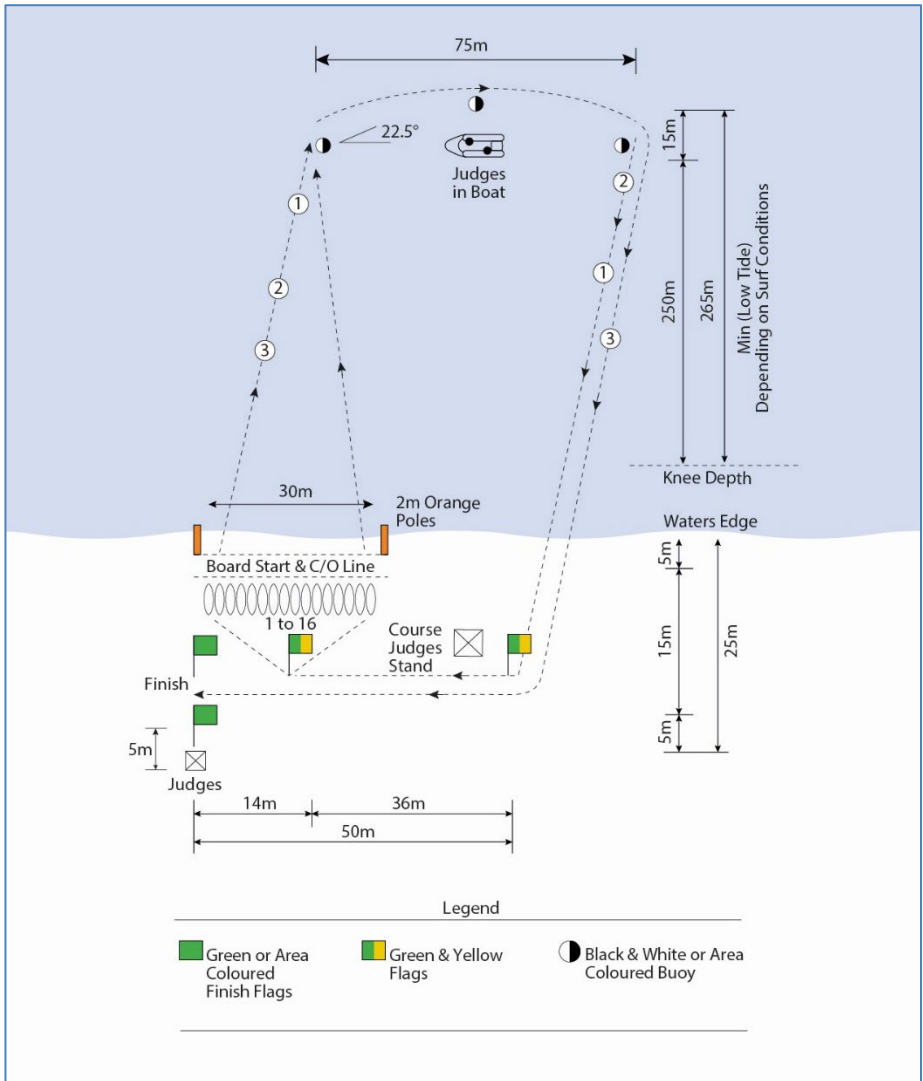 75m
22.5°
Judges
in Boat
15m
1
2
2
1
3
3
250m
265m
Min (Low Tide)
Depending on Surf Conditions
Knee Depth
30m
2m Orange
Poles
Waters Edge
Board Start & C/O Line
5m
1 to 16
Course
Judges
Stand
15m
25m
Finish
5m
5m
Judges
14m
36m
50m
Legend
Green or Area
Coloured
Finish Flags
Green & Yellow
Flags
Black & White or Area
Coloured Buoy